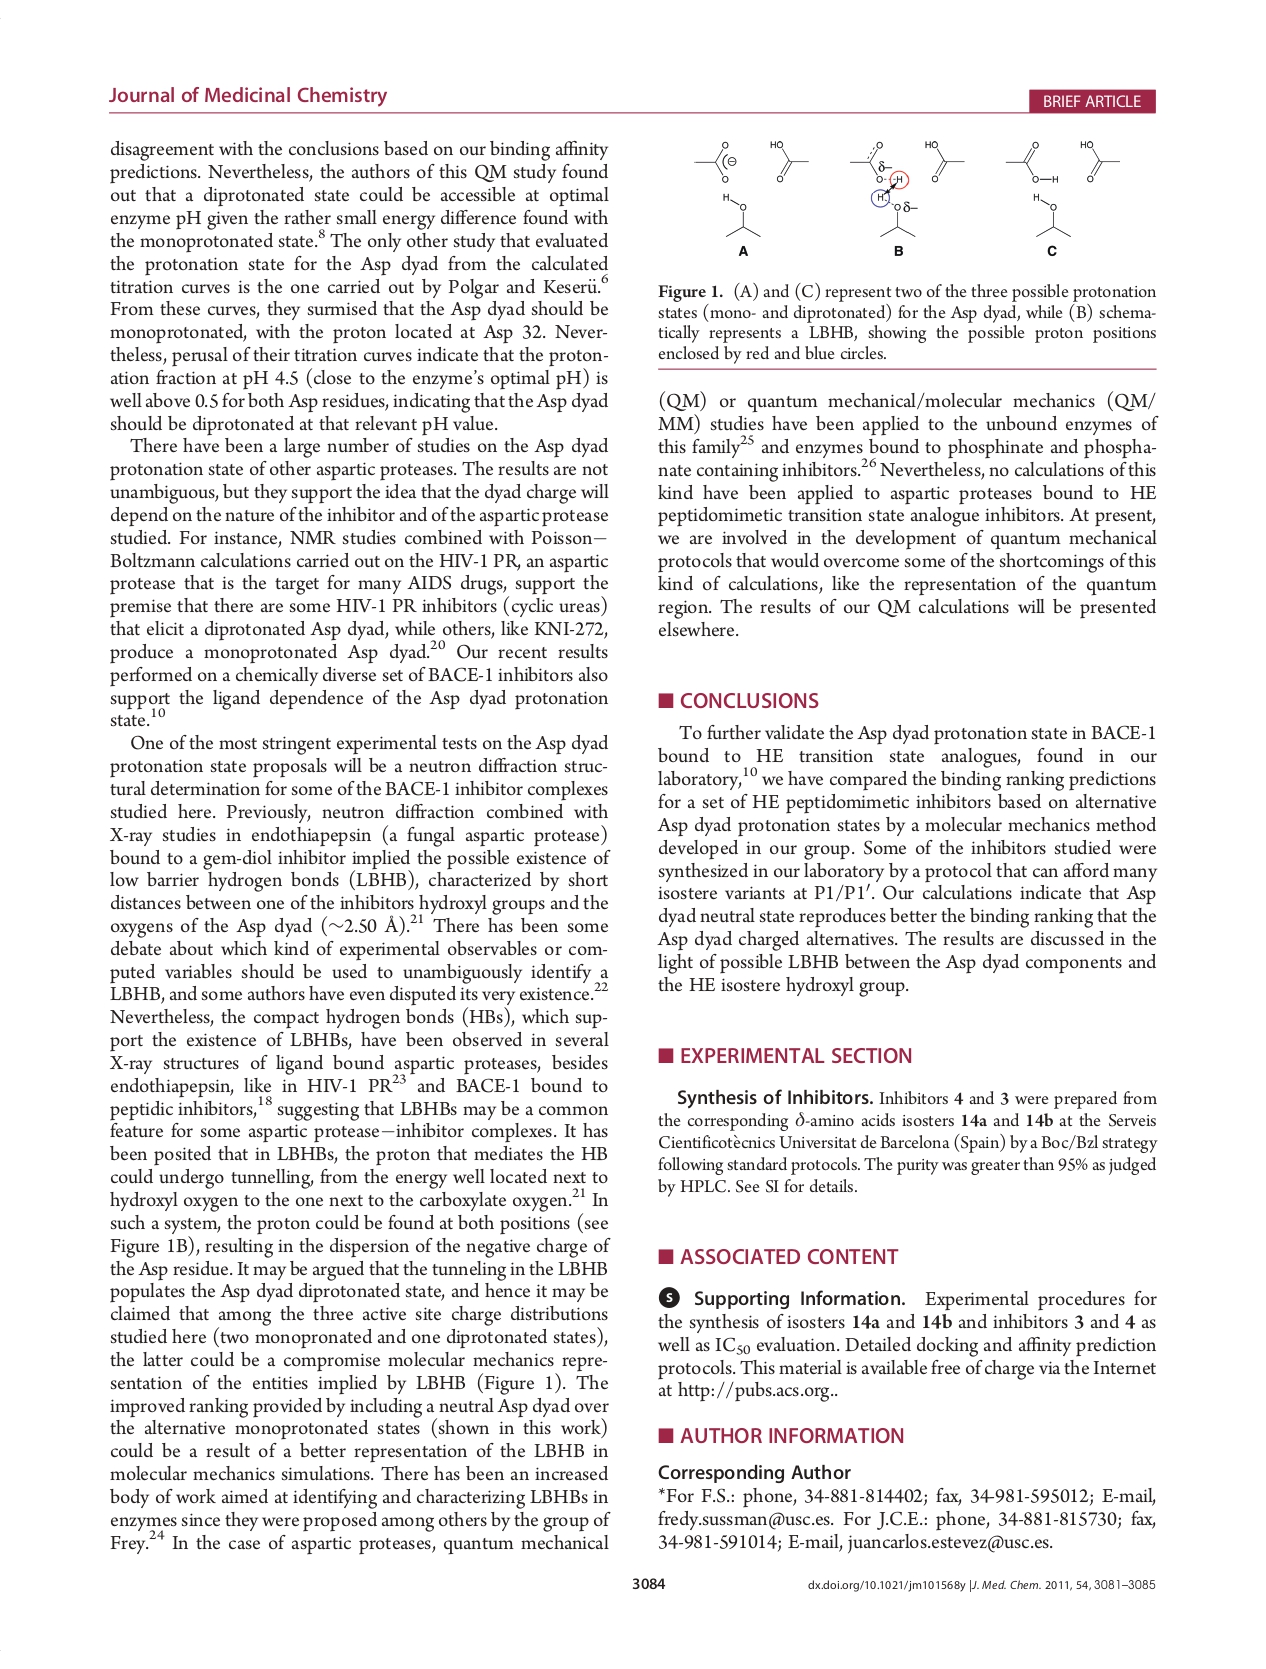 Journal of Medicinal Chemistry
BRIEF ARTICLE
disagreement with the conclusions based on our binding affinity
predictions. Nevertheless, the authors of this QM study found
out that a diprotonated state could be accessible at optimal
enzyme pH given the rather small energy difference found with
the monoprotonated state.8 The only other study that evaluated
the protonation state for the Asp dyad from the calculated
titration curves is the one carried out by Polgar and Keserü.6
From these curves, they surmised that the Asp dyad should be
monoprotonated, with the proton located at Asp 32. Never-
theless, perusal of their titration curves indicate that the proton-
ation fraction at pH 4.5 (close to the enzyme's optimal pH) is
well above 0.5 for both Asp residues, indicating that the Asp dyad
should be diprotonated at that relevant pH value.
There have been a large number of studies on the Asp dyad
protonation state of other aspartic proteases. The results are not
unambiguous, but they support the idea that the dyad charge will
depend on the nature of the inhibitor and of the aspartic protease
studied. For instance, NMR studies combined with Poisson−
Boltzmann calculations carried out on the HIV-1 PR, an aspartic
protease that is the target for many AIDS drugs, support the
premise that there are some HIV-1 PR inhibitors (cyclic ureas)
that elicit a diprotonated Asp dyad, while others, like KNI-272,
produce a monoprotonated Asp dyad.20 Our recent results
performed on a chemically diverse set of BACE-1 inhibitors also
support the ligand dependence of the Asp dyad protonation
state.10
One of the most stringent experimental tests on the Asp dyad
protonation state proposals will be a neutron diffraction struc-
tural determination for some of the BACE-1 inhibitor complexes
studied here. Previously, neutron diffraction combined with
X-ray studies in endothiapepsin (a fungal aspartic protease)
bound to a gem-diol inhibitor implied the possible existence of
low barrier hydrogen bonds (LBHB), characterized by short
distances between one of the inhibitors hydroxyl groups and the
oxygens of the Asp dyad (∼2.50 Å).21 There has been some
debate about which kind of experimental observables or com-
puted variables should be used to unambiguously identify a
LBHB, and some authors have even disputed its very existence.22
Nevertheless, the compact hydrogen bonds (HBs), which sup-
port the existence of LBHBs, have been observed in several
X-ray structures of ligand bound aspartic proteases, besides
endothiapepsin, like in HIV-1 PR23 and BACE-1 bound to
peptidic inhibitors,18 suggesting that LBHBs may be a common
feature for some aspartic protease−inhibitor complexes. It has
been posited that in LBHBs, the proton that mediates the HB
could undergo tunnelling, from the energy well located next to
hydroxyl oxygen to the one next to the carboxylate oxygen.21 In
such a system, the proton could be found at both positions (see
Figure 1B), resulting in the dispersion of the negative charge of
the Asp residue. It may be argued that the tunneling in the LBHB
populates the Asp dyad diprotonated state, and hence it may be
claimed that among the three active site charge distributions
studied here (two monopronated and one diprotonated states),
the latter could be a compromise molecular mechanics repre-
sentation of the entities implied by LBHB (Figure 1). The
improved ranking provided by including a neutral Asp dyad over
the alternative monoprotonated states (shown in this work)
could be a result of a better representation of the LBHB in
molecular mechanics simulations. There has been an increased
body of work aimed at identifying and characterizing LBHBs in
enzymes since they were proposed among others by the group of
Frey.24 In the case of aspartic proteases, quantum mechanical
O HO O HO O HO
⊖ δ−
O O O- -H O O−H O
H H H
O O δ− O
A B C
Figure 1. (A) and (C) represent two of the three possible protonation
states (mono- and diprotonated) for the Asp dyad, while (B) schema-
tically represents a LBHB, showing the possible proton positions
enclosed by red and blue circles.
(QM) or quantum mechanical/molecular mechanics (QM/
MM) studies have been applied to the unbound enzymes of
this family25 and enzymes bound to phosphinate and phospha-
nate containing inhibitors.26 Nevertheless, no calculations of this
kind have been applied to aspartic proteases bound to HE
peptidomimetic transition state analogue inhibitors. At present,
we are involved in the development of quantum mechanical
protocols that would overcome some of the shortcomings of this
kind of calculations, like the representation of the quantum
region. The results of our QM calculations will be presented
elsewhere.
CONCLUSIONS
To further validate the Asp dyad protonation state in BACE-1
bound to HE transition state analogues, found in our
laboratory,10 we have compared the binding ranking predictions
for a set of HE peptidomimetic inhibitors based on alternative
Asp dyad protonation states by a molecular mechanics method
developed in our group. Some of the inhibitors studied were
synthesized in our laboratory by a protocol that can afford many
isostere variants at P1/P1′. Our calculations indicate that Asp
dyad neutral state reproduces better the binding ranking that the
Asp dyad charged alternatives. The results are discussed in the
light of possible LBHB between the Asp dyad components and
the HE isostere hydroxyl group.
EXPERIMENTAL SECTION
Synthesis of Inhibitors. Inhibitors 4 and 3 were prepared from
the corresponding δ-amino acids isosters 14a and 14b at the Serveis
Cientificotècnics Universitat de Barcelona (Spain) by a Boc/Bzl strategy
following standard protocols. The purity was greater than 95% as judged
by HPLC. See SI for details.
ASSOCIATED CONTENT
S Supporting Information. Experimental procedures for
the synthesis of isosters 14a and 14b and inhibitors 3 and 4 as
well as IC50 evaluation. Detailed docking and affinity prediction
protocols. This material is available free of charge via the Internet
at http://pubs.acs.org..
AUTHOR INFORMATION
Corresponding Author
*For F.S.: phone, 34-881-814402; fax, 34-981-595012; E-mail,
fredy.sussman@usc.es. For J.C.E.: phone, 34-881-815730; fax,
34-981-591014; E-mail, juancarlos.estevez@usc.es.
3084
dx.doi.org/10.1021/jm101568y |J. Med. Chem. 2011, 54, 3081–3085